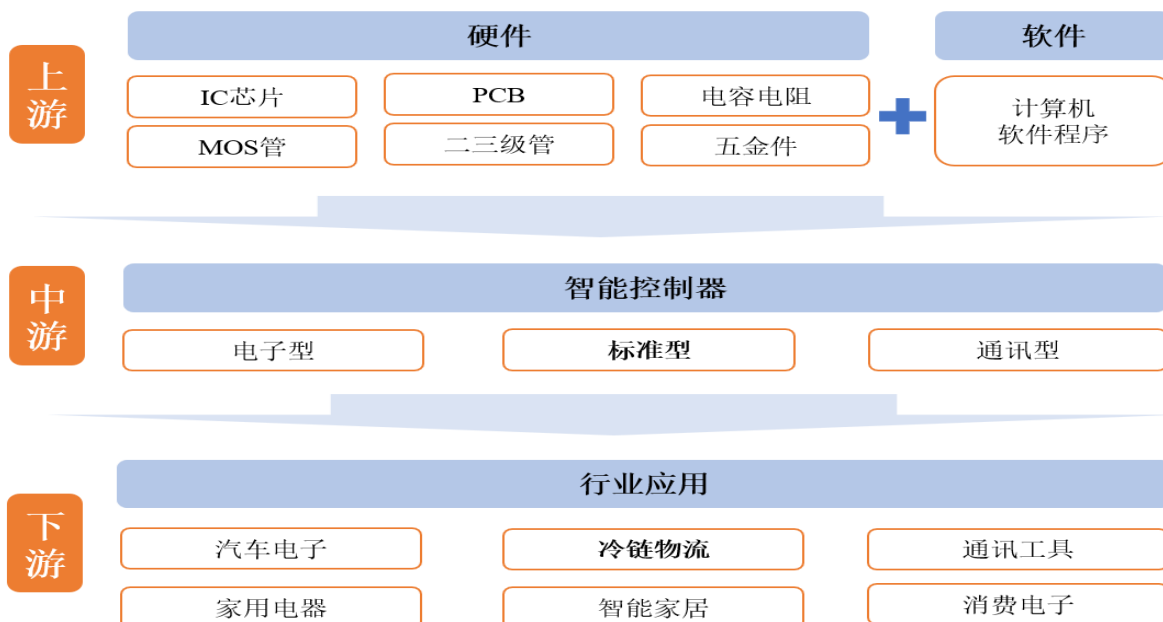 硬件
软件
上游
IC芯片
PCB
电容电阻
计算机
软件程序
MOS管
二三级管
五金件
中游
智能控制器
电子型
标准型
通讯型
下游
行业应用
汽车电子
冷链物流
通讯工具
家用电器
智能家居
消费电子